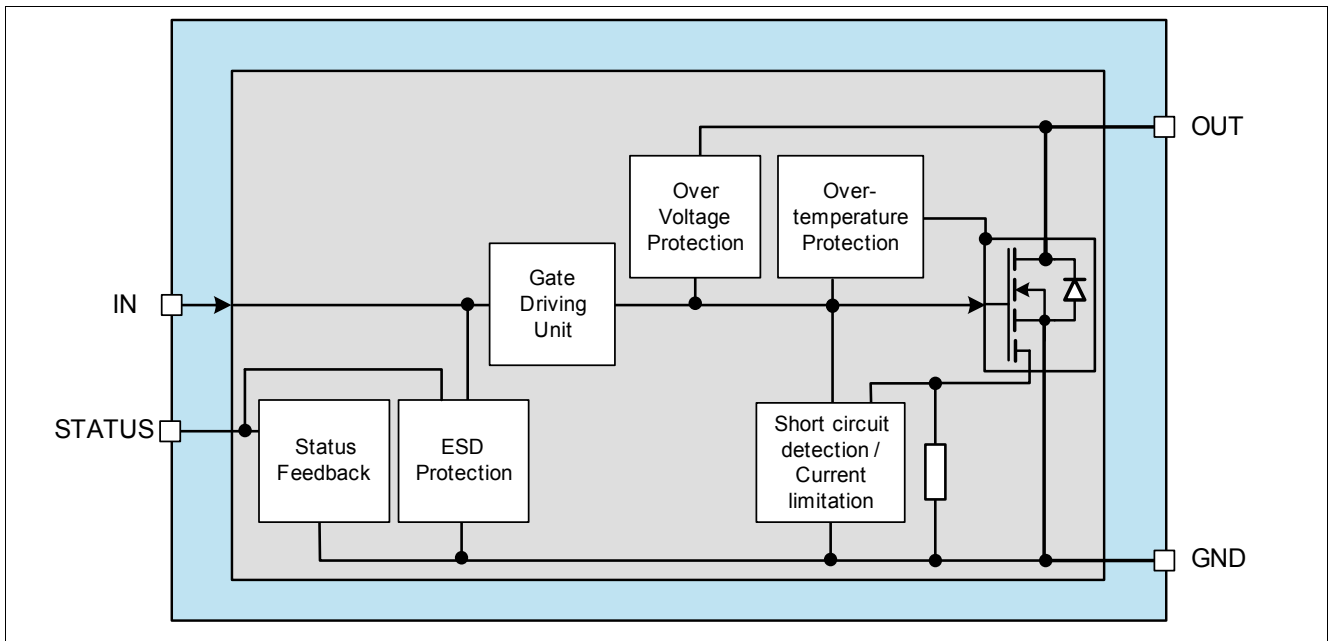 OUT
Over
Voltage
Protection
Over-
temperature
Protection
IN
Gate
Driving
Unit
STATUS
Status
Feedback
ESD
Protection
Short circuit
detection /
Current
limitation
GND